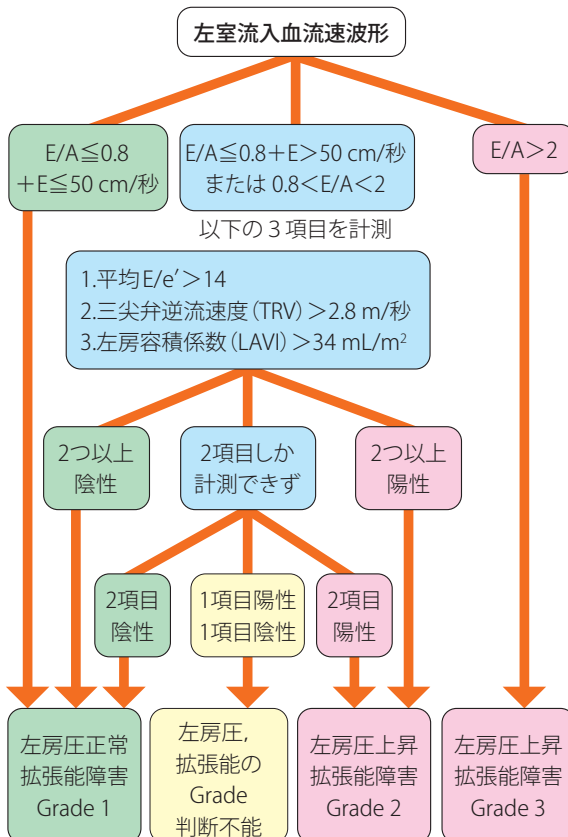 左室流入血流速波形
E/A≦0.8
+E≦50 cm/秒
E/A≦0.8+E>50 cm/秒
または 0.8<E/A<2
E/A>2
以下の3項目を計測
1.平均E/e′>14
2.三尖弁逆流速度(TRV)>2.8 m/秒
3.左房容積係数(LAVI)>34 mL/m²
2つ以上
陰性
2項目しか
計測できず
2つ以上
陽性
2項目
陰性
1項目陽性
1項目陰性
2項目
陽性
左房圧正常
拡張能障害
Grade 1
左房圧,
拡張能の
Grade
判断不能
左房圧上昇
拡張能障害
Grade 2
左房圧上昇
拡張能障害
Grade 3